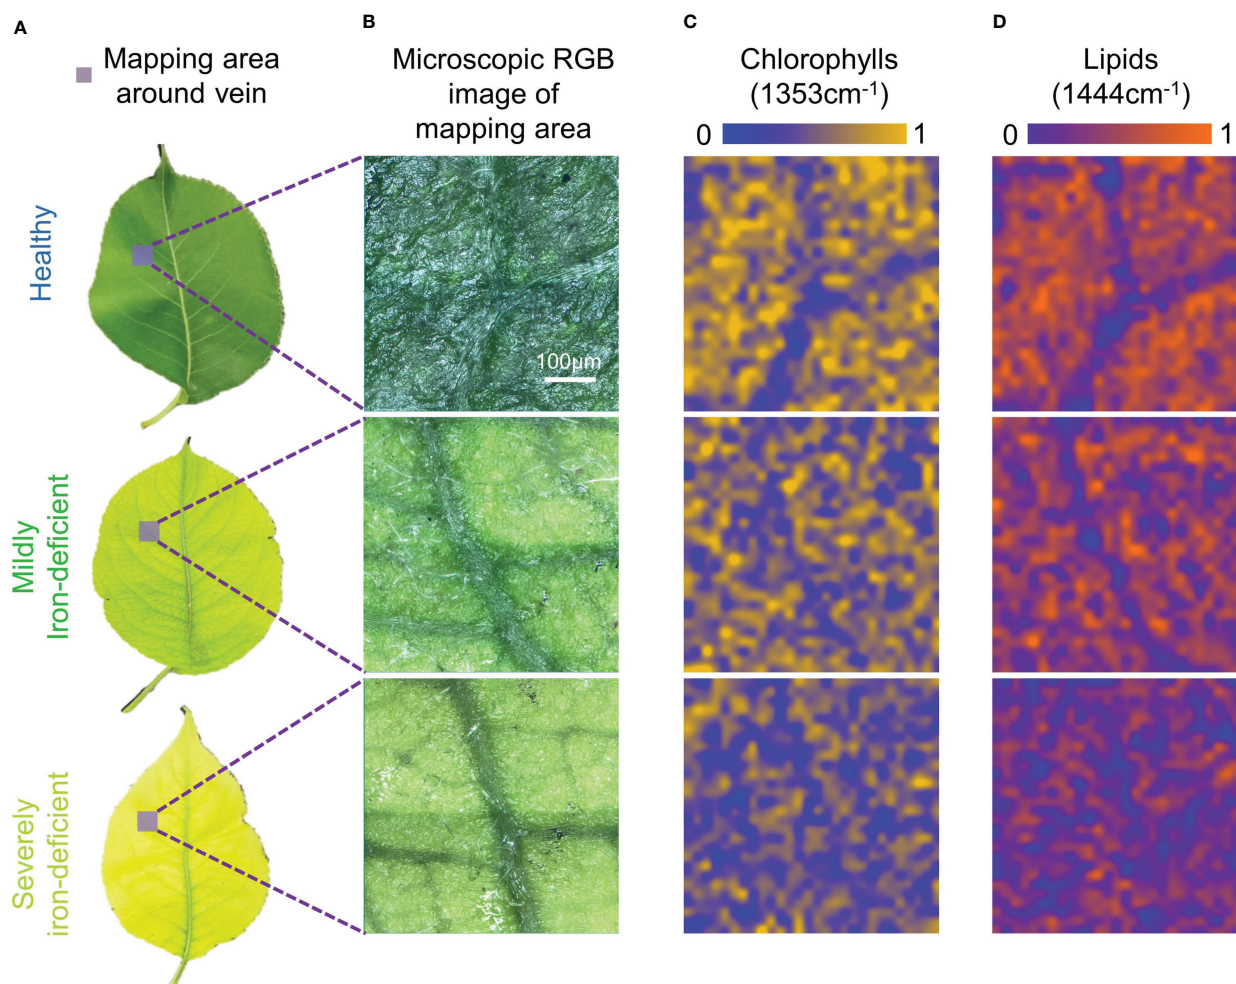 A
Mapping area
around vein
B
Microscopic RGB
image of
mapping area
C
Chlorophylls
(1353cm⁻¹)
0
1
D
Lipids
(1444cm⁻¹)
0
1
Healthy
100μm
Mildly
Iron-deficient
Severely
iron-deficient